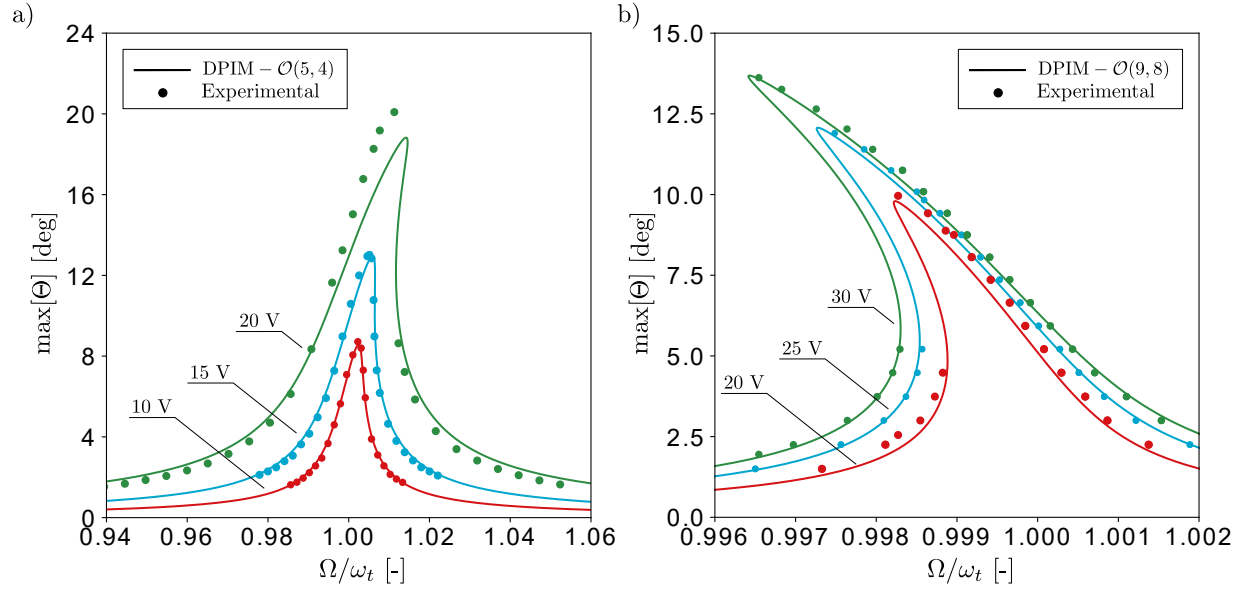 a)
24
20
16
12
8
4
0
max[Θ] [deg]
DPIM − 𝒪(5, 4)
Experimental
20 V
15 V
10 V
0.94 0.96 0.98 1.00 1.02 1.04 1.06
Ω/ω_t [-]
b)
15.0
12.5
10.0
7.5
5.0
2.5
0.0
max[Θ] [deg]
DPIM − 𝒪(9, 8)
Experimental
30 V
25 V
20 V
0.996 0.997 0.998 0.999 1.000 1.001 1.002
Ω/ω_t [-]